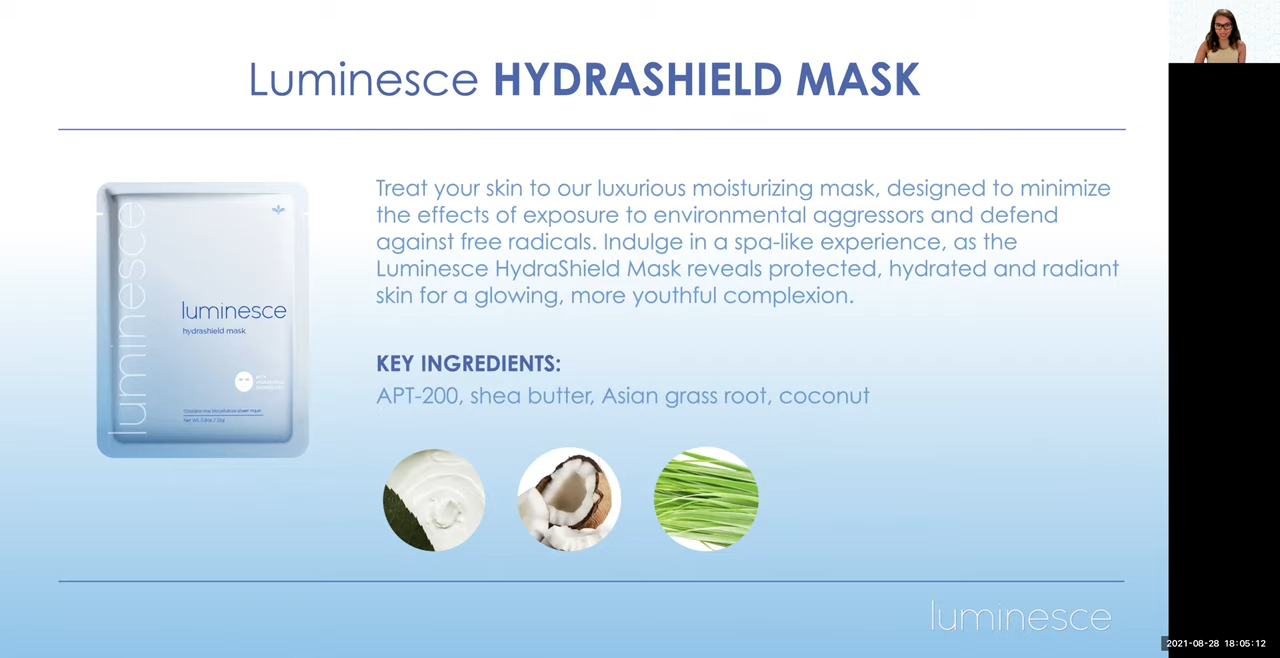 Luminesce HYDRASHIELD MASK
Treat your skin to our luxurious moisturizing mask, designed to minimize
the effects of exposure to environmental aggressors and defend
against free radicals. Indulge in a spa-like experience, as the
Luminesce HydraShield Mask reveals protected, hydrated and radiant
skin for a glowing, more youthful complexion.
KEY INGREDIENTS:
APT-200, shea butter, Asian grass root, coconut
luminesce
luminesce
hydrashield mask
luminesce
2021-08-28 18:05:12